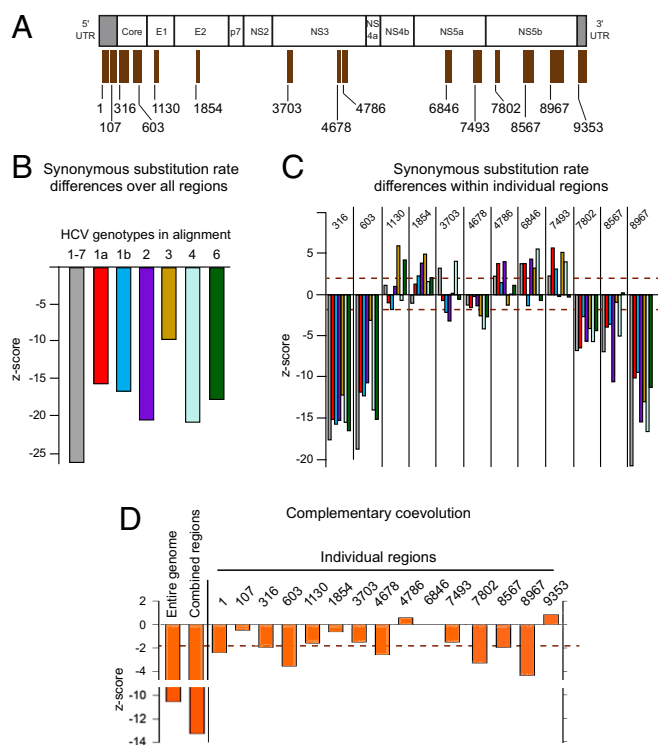 A
5'
UTR
Core
E1
E2
p7
NS2
NS3
NS
4a
NS4b
NS5a
NS5b
3'
UTR
1
316
1130
1854
3703
4786
6846
7802
8967
107
603
4678
7493
8567
9353
B
Synonymous substitution rate
differences over all regions
HCV genotypes in alignment
1-7 1a 1b 2 3 4 6
z-score
-5
-10
-15
-20
-25
C
Synonymous substitution rate
differences within individual regions
316 603 1130 1854 3703 4678 4786 6846 7493 7802 8567 8967
z-score
5
0
-5
-10
-15
-20
D
Complementary coevolution
Entire genome
Combined regions
Individual regions
1 107 316 603 1130 1854 3703 4678 4786 6846 7493 7802 8567 8967 9353
z-score
2
0
-2
-4
-10
-12
-14